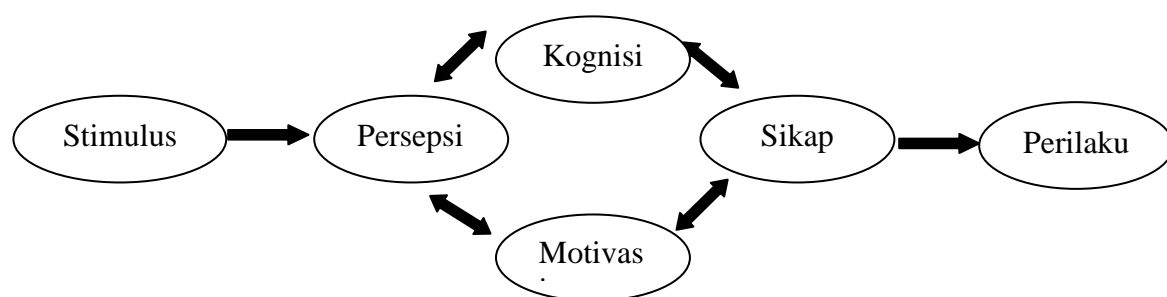 Stimulus
Persepsi
Kognisi
Motivas
Sikap
Perilaku